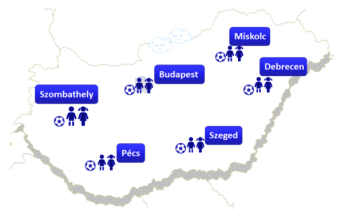 Miskolc
Budapest
Debrecen
Szombathely
Szeged
Pécs